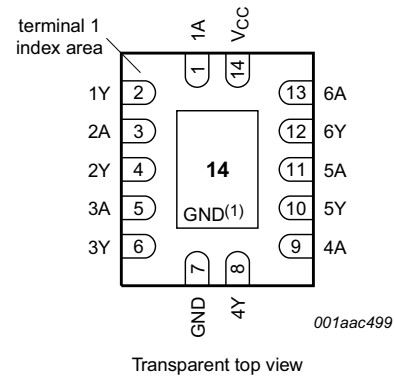 terminal 1
index area
1A
VCC
1
14
1Y 2
13 6A
2A 3
12 6Y
2Y 4
14
11 5A
3A 5
GND(1)
10 5Y
3Y 6
9 4A
7
8
GND
4Y
001aac499
Transparent top view